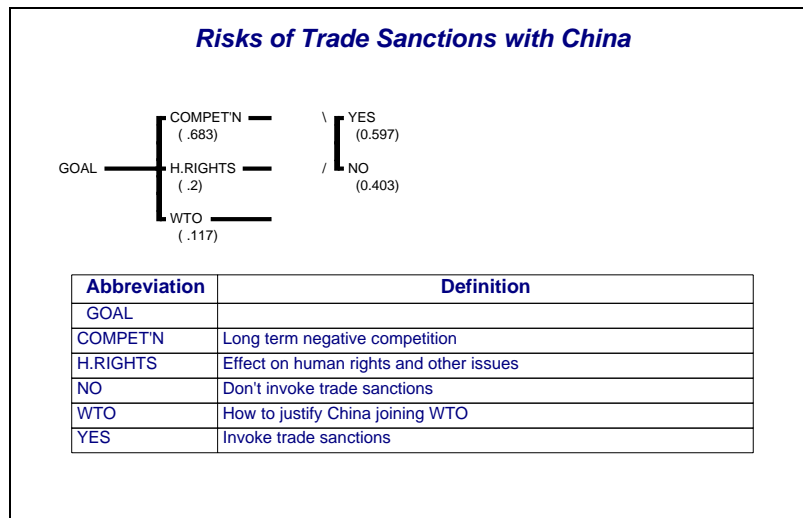 Risks of Trade Sanctions with China
COMPET'N \ YES
( .683) (0.597)
GOAL H.RIGHTS / NO
( .2) (0.403)
WTO
( .117)
Abbreviation Definition
GOAL
COMPET'N Long term negative competition
H.RIGHTS Effect on human rights and other issues
NO Don't invoke trade sanctions
WTO How to justify China joining WTO
YES Invoke trade sanctions